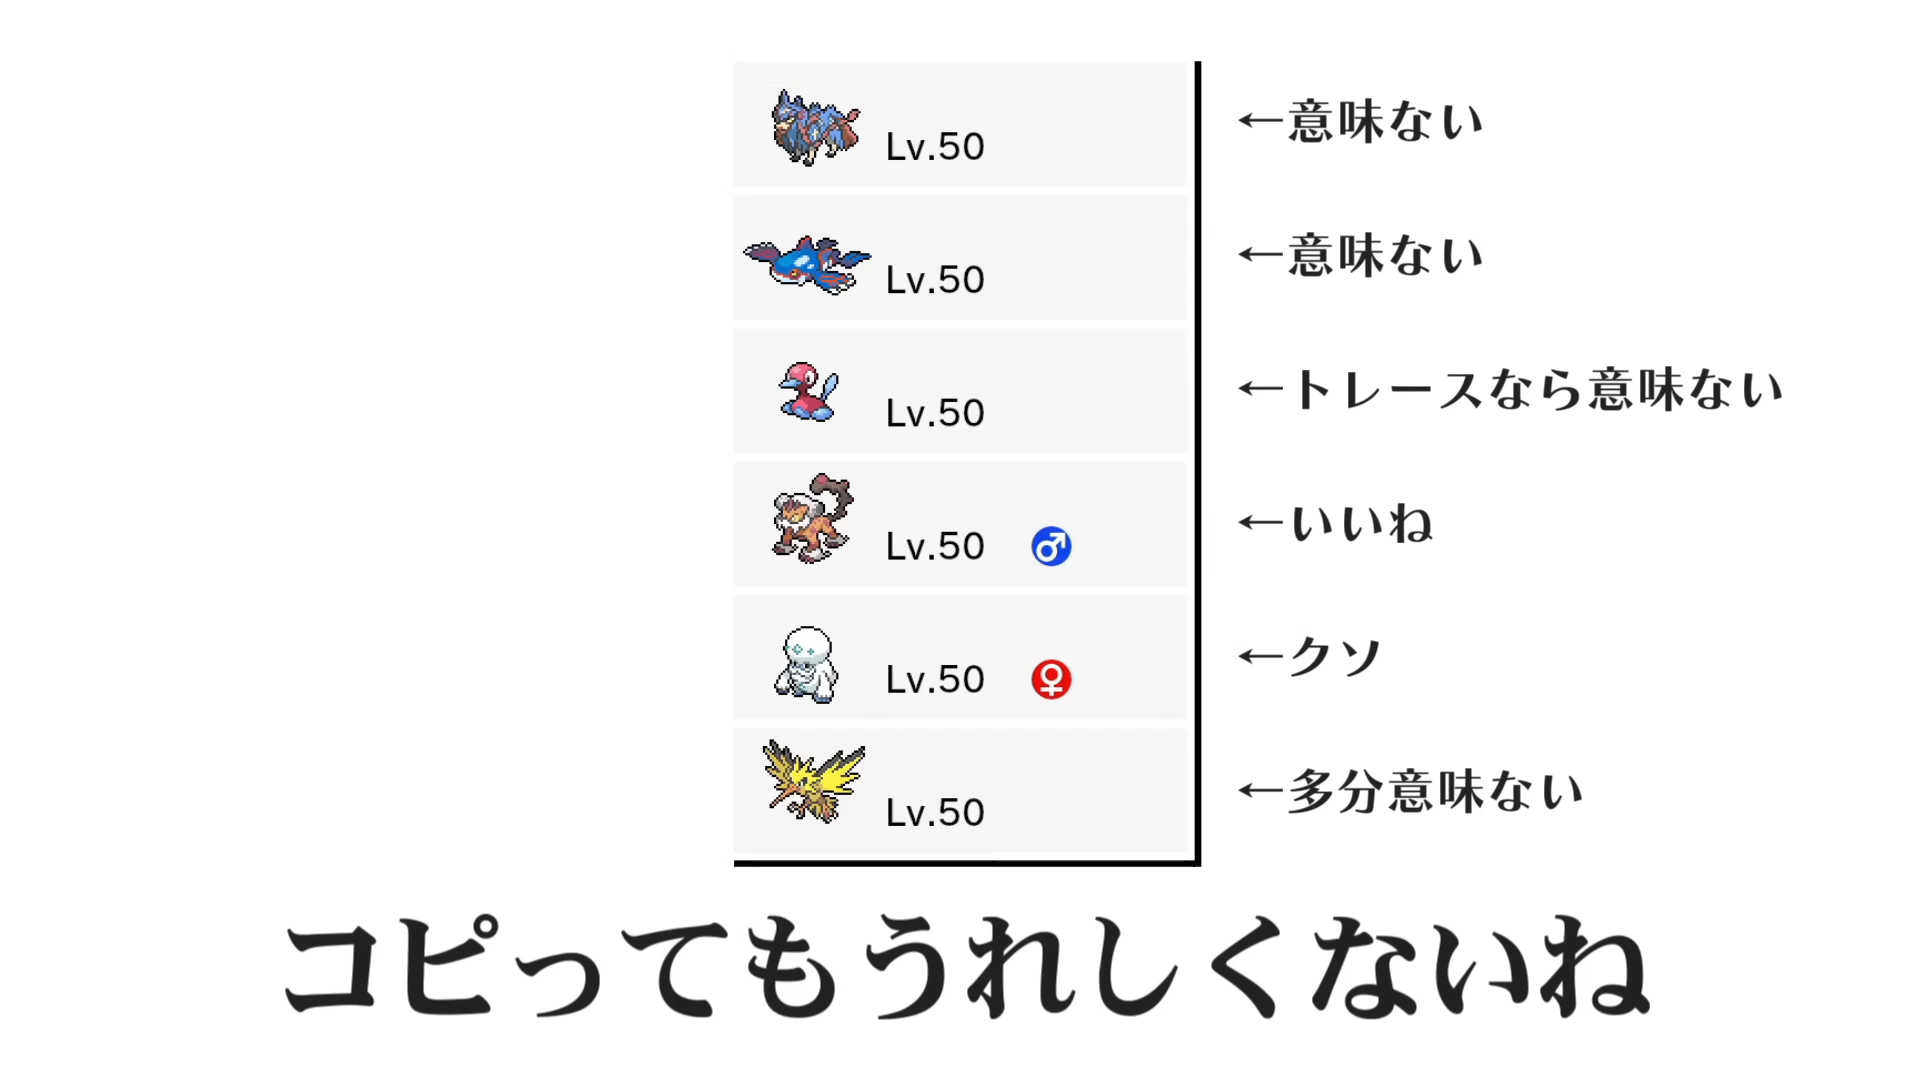 Lv.50 ←意味ない
Lv.50 ←意味ない
Lv.50 ←トレースなら意味ない
Lv.50 ♂ ←いいね
Lv.50 ♀ ←クソ
Lv.50 ←多分意味ない
コピってもうれしくないね